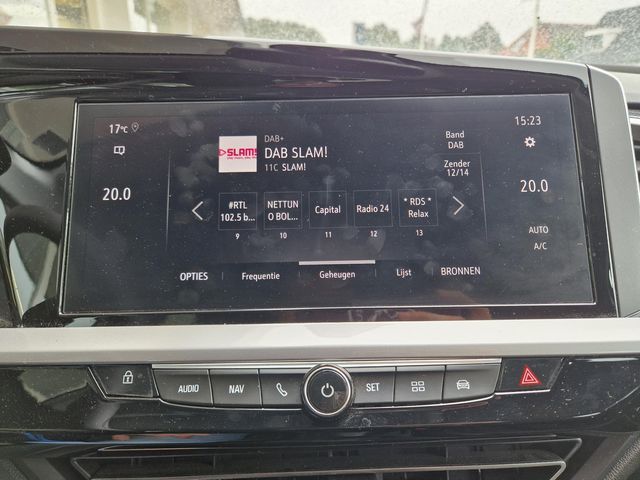 17°C
15:23
SLAM!
DAB+
DAB SLAM!
11C SLAM!
Band
DAB
Zender
12/14
20.0
20.0
#RTL
102.5 b...
9
NETTUN
O BOL...
10
Capital
11
Radio 24
12
* RDS *
Relax
13
AUTO
A/C
OPTIES
Frequentie
Geheugen
Lijst
BRONNEN
AUDIO
NAV
SET